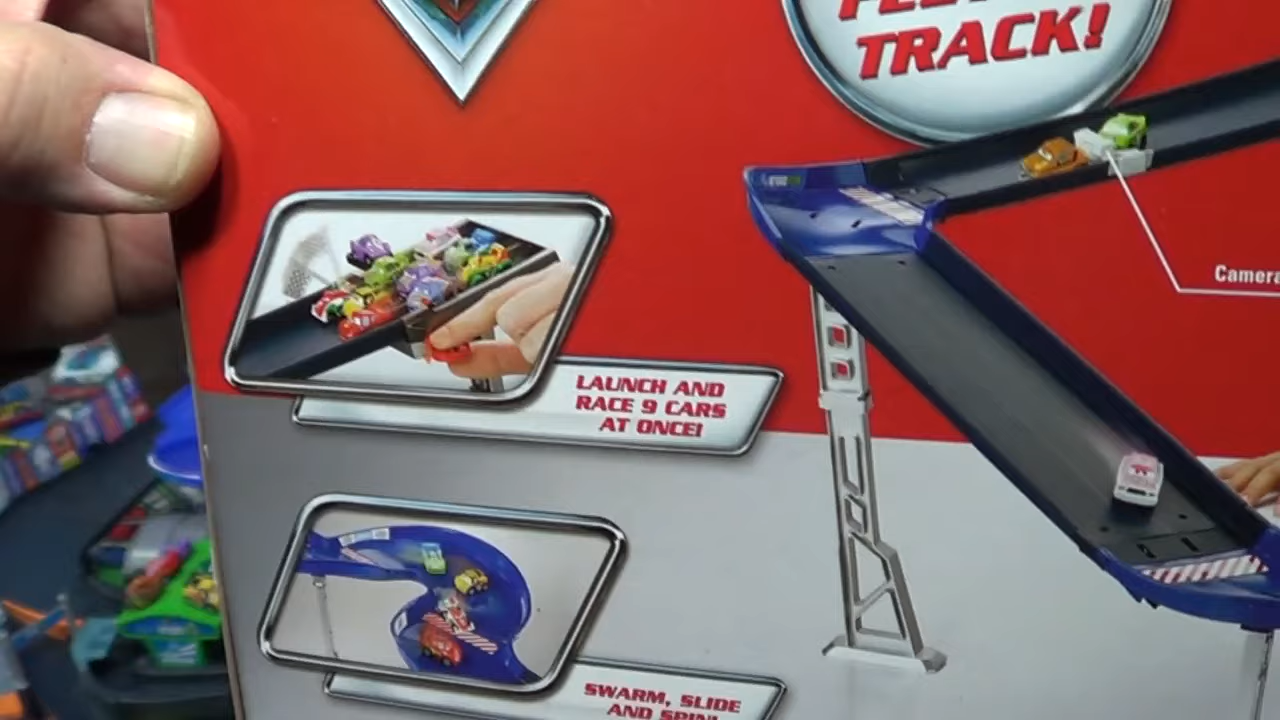 TRACK!
Camera
LAUNCH AND
RACE 9 CARS
AT ONCE!
SWARM, SLIDE
AND SPIN!